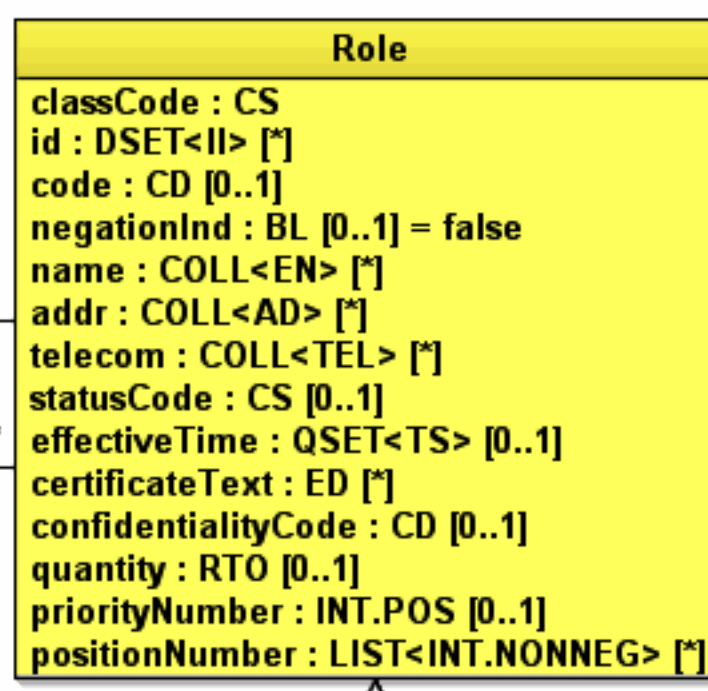 Role
classCode : CS
id : DSET<II> [*]
code : CD [0..1]
negationInd : BL [0..1] = false
name : COLL<EN> [*]
addr : COLL<AD> [*]
telecom : COLL<TEL> [*]
statusCode : CS [0..1]
effectiveTime : QSET<TS> [0..1]
certificateText : ED [*]
confidentialityCode : CD [0..1]
quantity : RTO [0..1]
priorityNumber : INT.POS [0..1]
positionNumber : LIST<INT.NONNEG> [*]